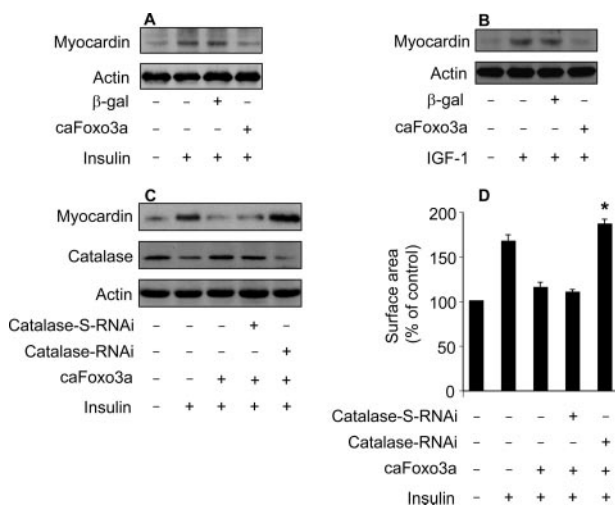 A
Myocardin
Actin
β-gal – – + –
caFoxo3a – – – +
Insulin – + + +
B
Myocardin
Actin
β-gal – – + –
caFoxo3a – – – +
IGF-1 – + + +
C
Myocardin
Catalase
Actin
Catalase-S-RNAi – – – + –
Catalase-RNAi – – – – +
caFoxo3a – – + + +
Insulin – + + + +
D
Surface area
(% of control)
200
150
100
50
0
*
Catalase-S-RNAi – – – + –
Catalase-RNAi – – – – +
caFoxo3a – – + + +
Insulin – + + + +